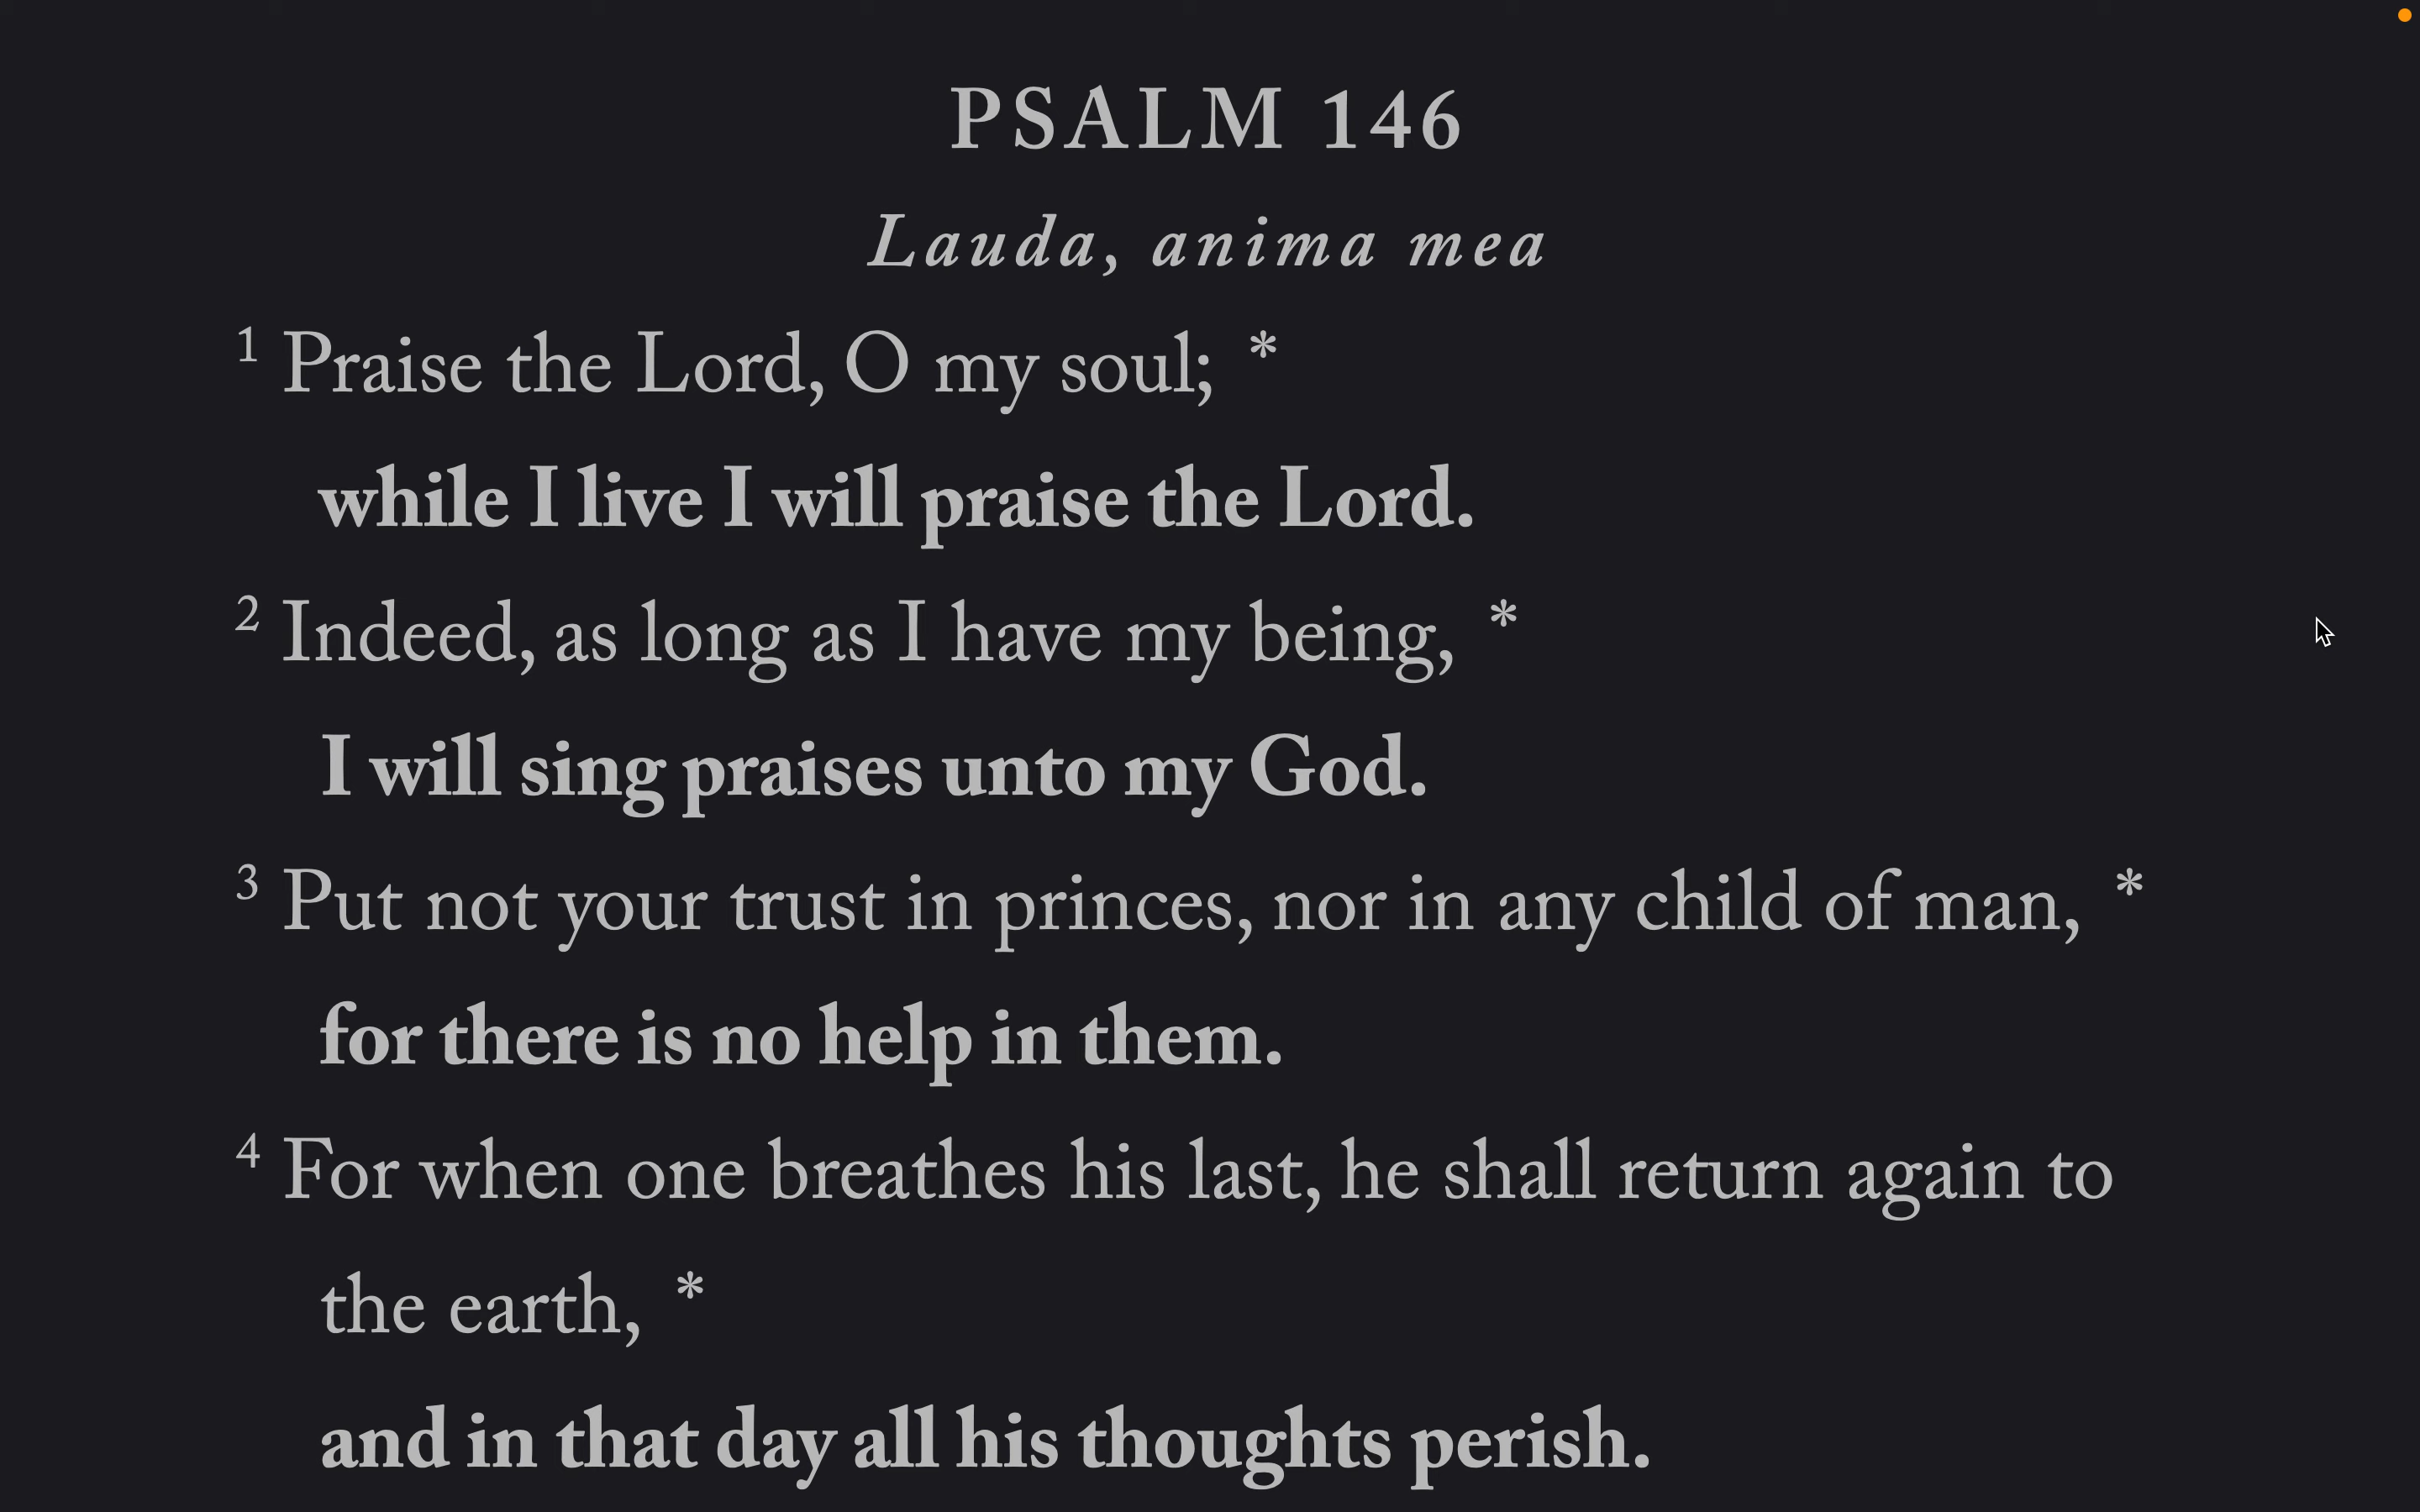 PSALM 146
Lauda, anima mea
1 Praise the Lord, O my soul; *
while I live I will praise the Lord.
2 Indeed, as long as I have my being, *
I will sing praises unto my God.
3 Put not your trust in princes, nor in any child of man, *
for there is no help in them.
4 For when one breathes his last, he shall return again to
the earth, *
and in that day all his thoughts perish.